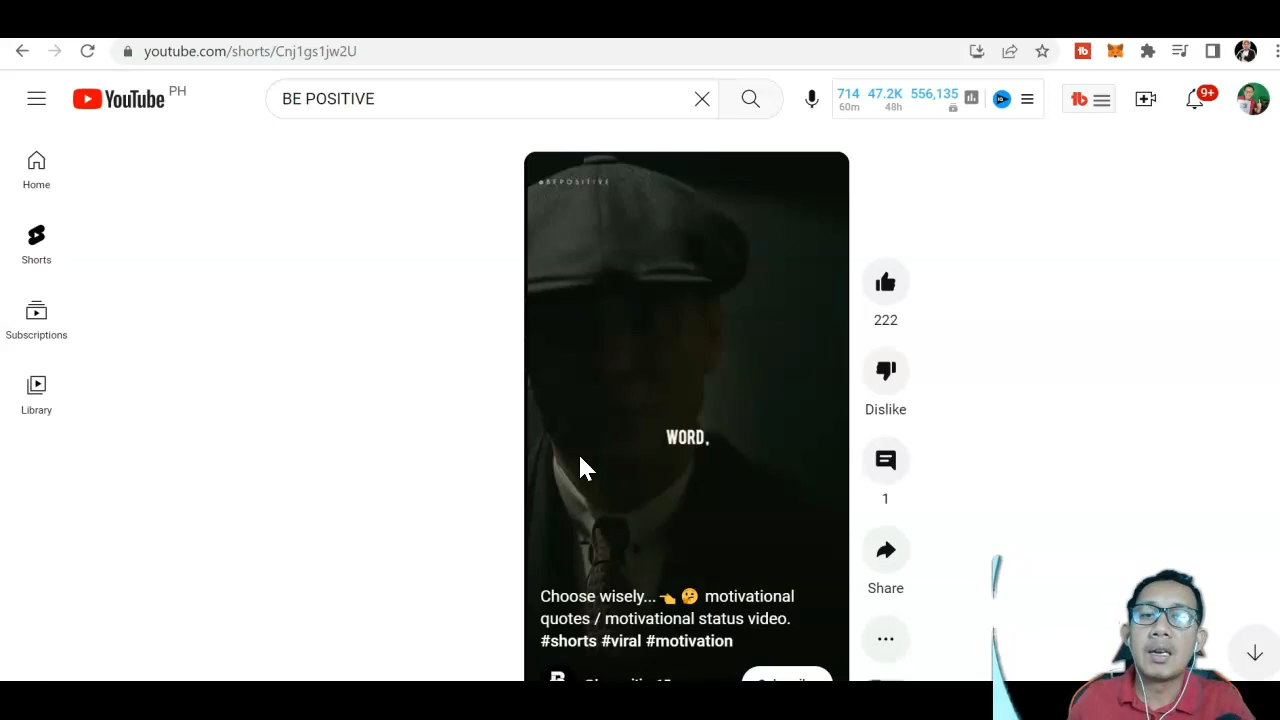 youtube.com/shorts/Cnj1gs1jw2U
YouTube PH
BE POSITIVE
714 47.2K 556,135
60m 48h
9+
Home
Shorts
Subscriptions
Library
BEPOSITIVE
WORD,
222
Dislike
1
Share
Choose wisely...👈 🤔 motivational
quotes / motivational status video.
#shorts #viral #motivation